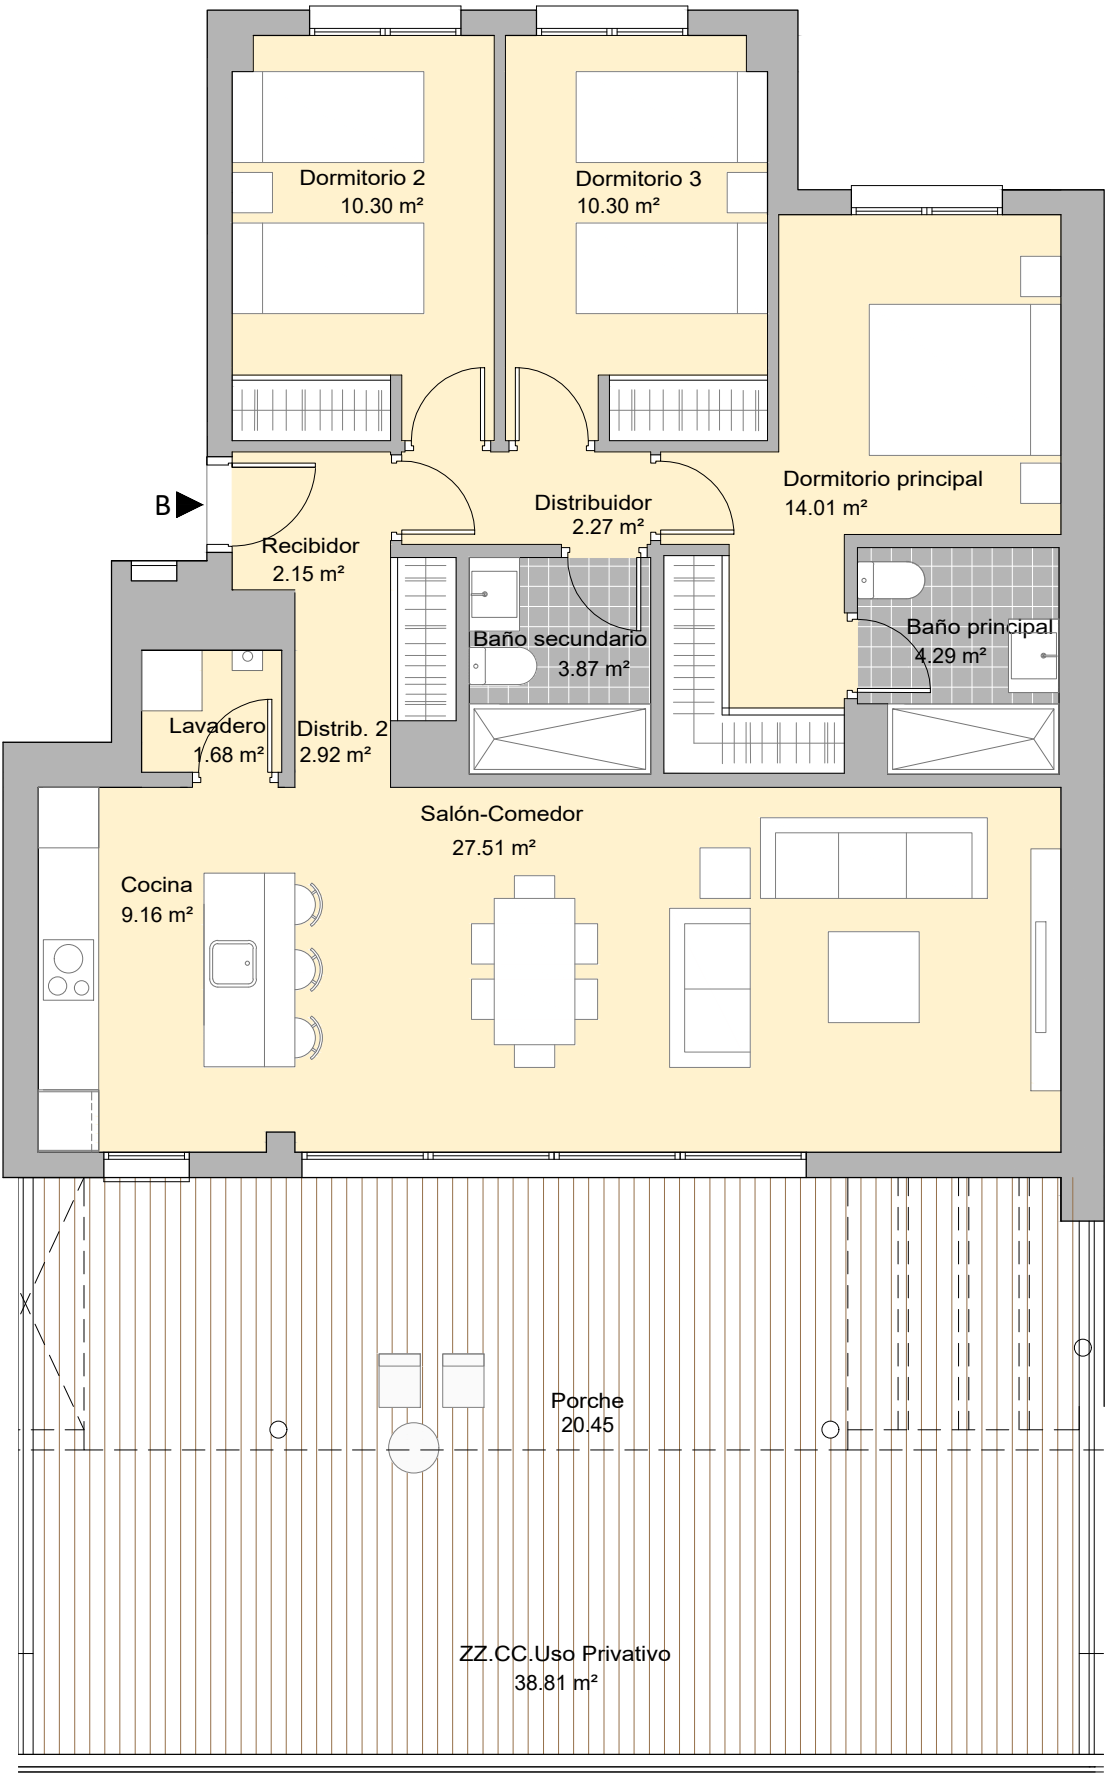 Dormitorio 2
10.30 m²
Dormitorio 3
10.30 m²
Dormitorio principal
14.01 m²
B
Distribuidor
2.27 m²
Recibidor
2.15 m²
Baño secundario
3.87 m²
Baño principal
4.29 m²
Lavadero
1.68 m²
Distrib. 2
2.92 m²
Salón-Comedor
27.51 m²
Cocina
9.16 m²
Porche
20.45
ZZ.CC.Uso Privativo
38.81 m²